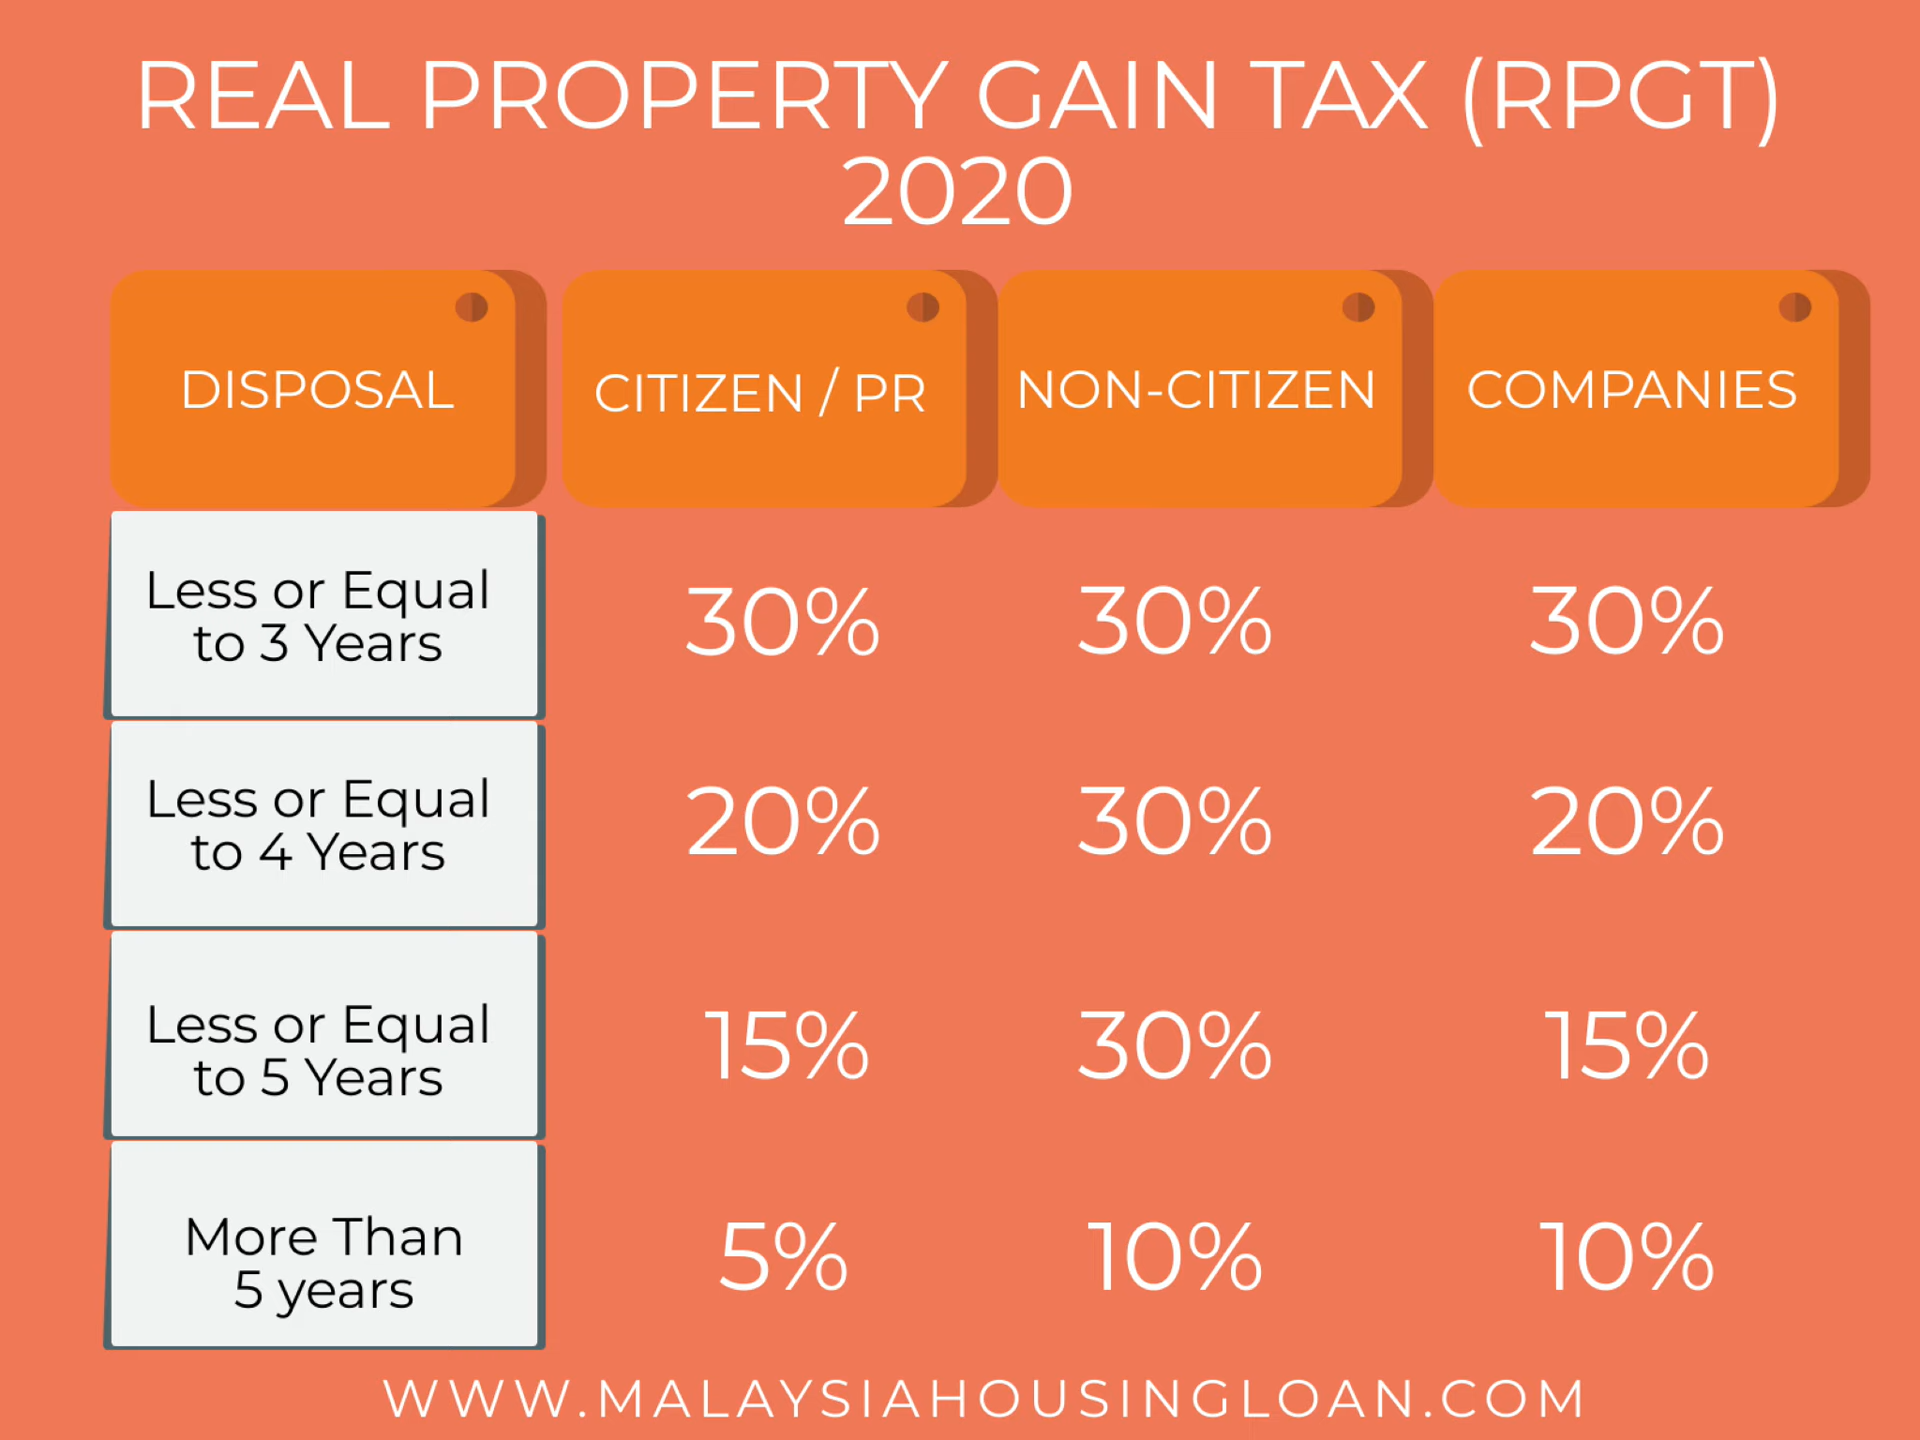 REAL PROPERTY GAIN TAX (RPGT)
2020
DISPOSAL CITIZEN / PR NON-CITIZEN COMPANIES
Less or Equal
to 3 Years
30% 30% 30%
Less or Equal
to 4 Years
20% 30% 20%
Less or Equal
to 5 Years
15% 30% 15%
More Than
5 years
5% 10% 10%
WWW.MALAYSIAHOUSINGLOAN.COM